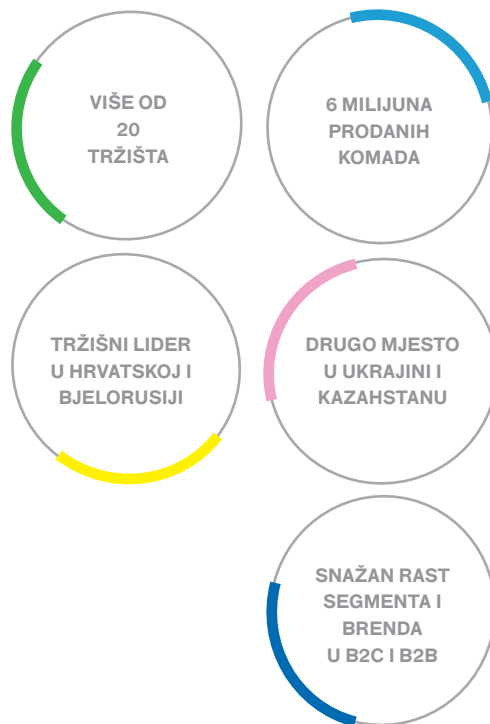 VIŠE OD
20
TRŽIŠTA
6 MILIJUNA
PRODANIH
KOMADA
TRŽIŠNI LIDER
U HRVATSKOJ I
BJELORUSIJI
DRUGO MJESTO
U UKRAJINI I
KAZAHSTANU
SNAŽAN RAST
SEGMENTA I
BRENDA
U B2C I B2B